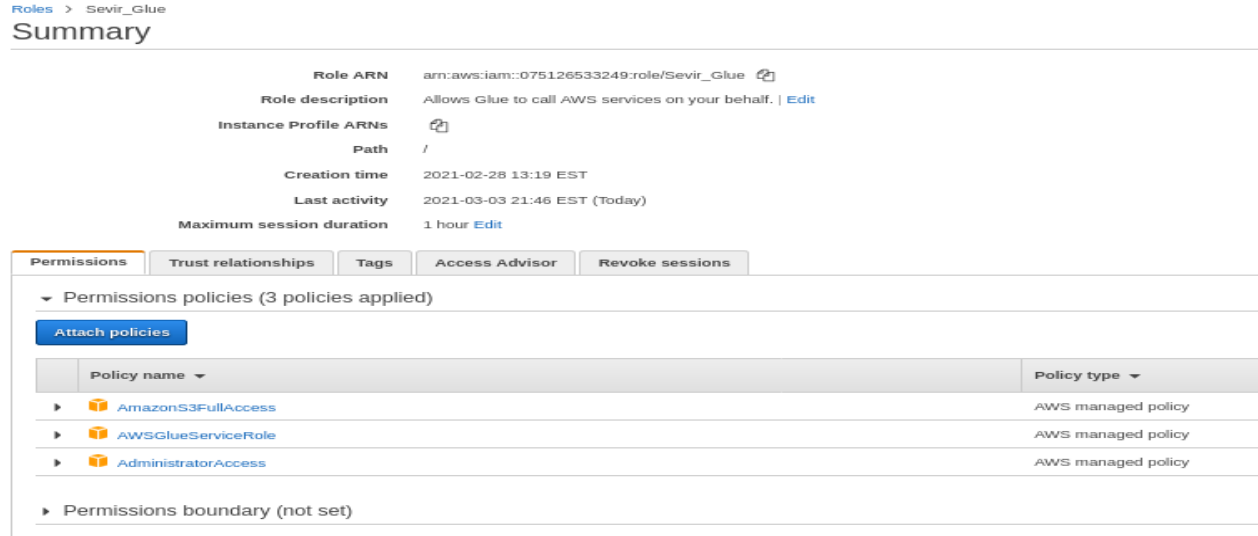 Roles > Sevir_Glue
Summary
Role ARN arn:aws:iam::075126533249:role/Sevir_Glue
Role description Allows Glue to call AWS services on your behalf. | Edit
Instance Profile ARNs
Path /
Creation time 2021-02-28 13:19 EST
Last activity 2021-03-03 21:46 EST (Today)
Maximum session duration 1 hour Edit
Permissions Trust relationships Tags Access Advisor Revoke sessions
Permissions policies (3 policies applied)
Attach policies
Policy name Policy type
AmazonS3FullAccess AWS managed policy
AWSGlueServiceRole AWS managed policy
AdministratorAccess AWS managed policy
Permissions boundary (not set)